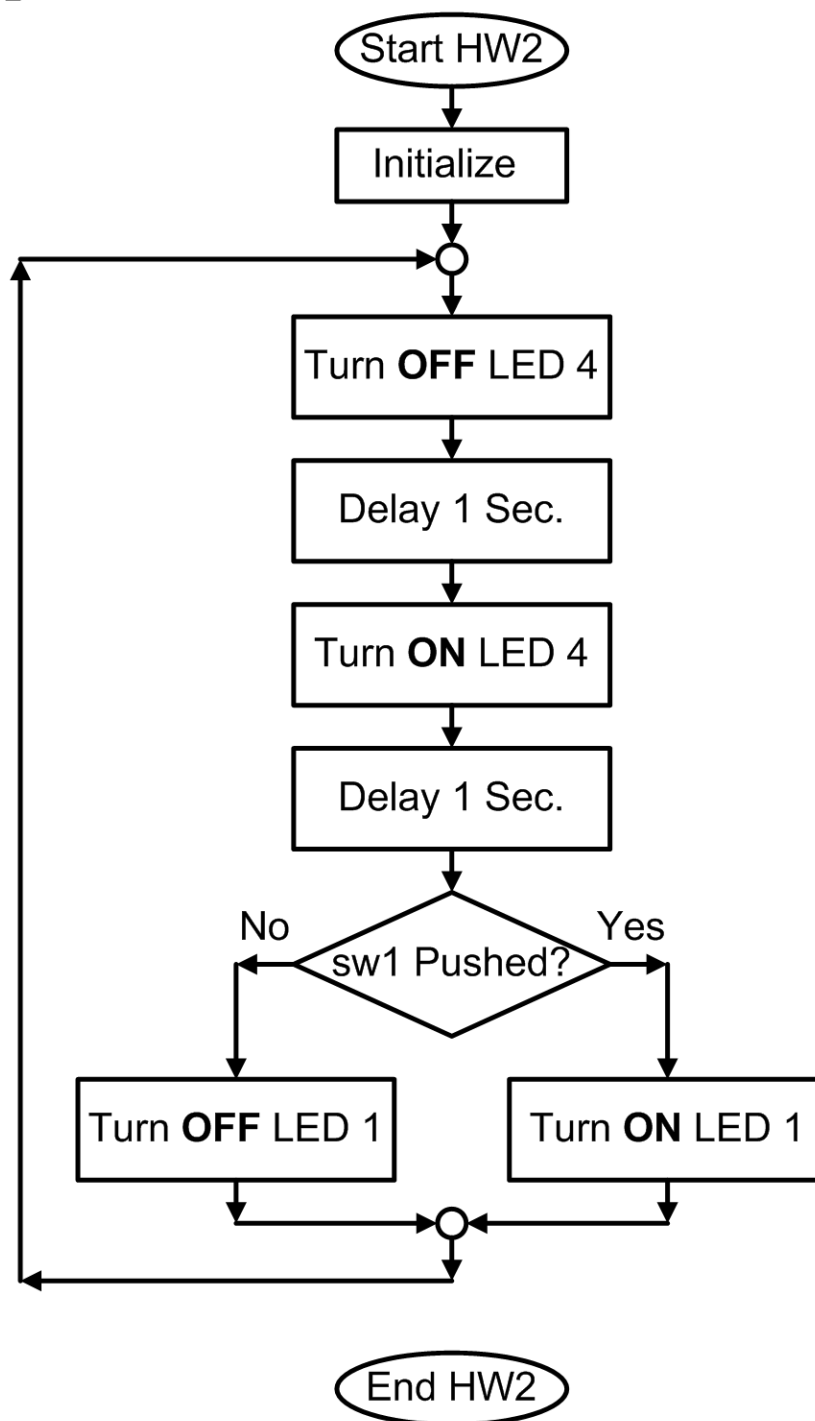 Start HW2
Initialize
Turn OFF LED 4
Delay 1 Sec.
Turn ON LED 4
Delay 1 Sec.
No
Yes
sw1 Pushed?
Turn OFF LED 1
Turn ON LED 1
End HW2